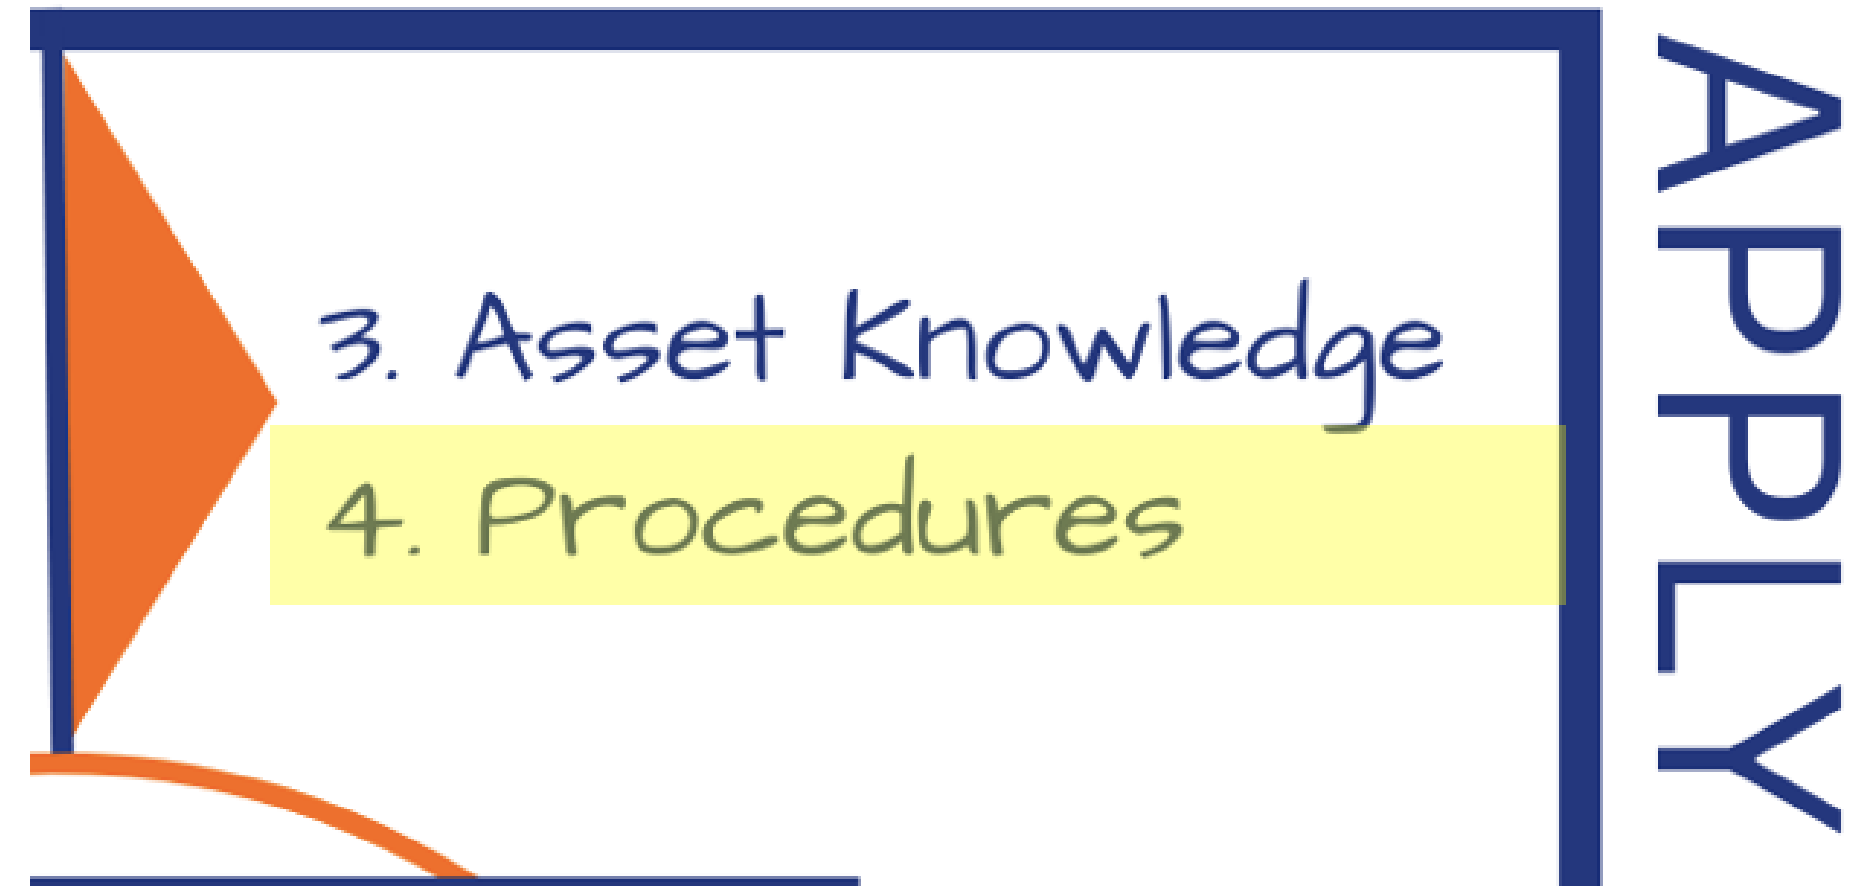 3. Asset Knowledge
4. Procedures
APPLY